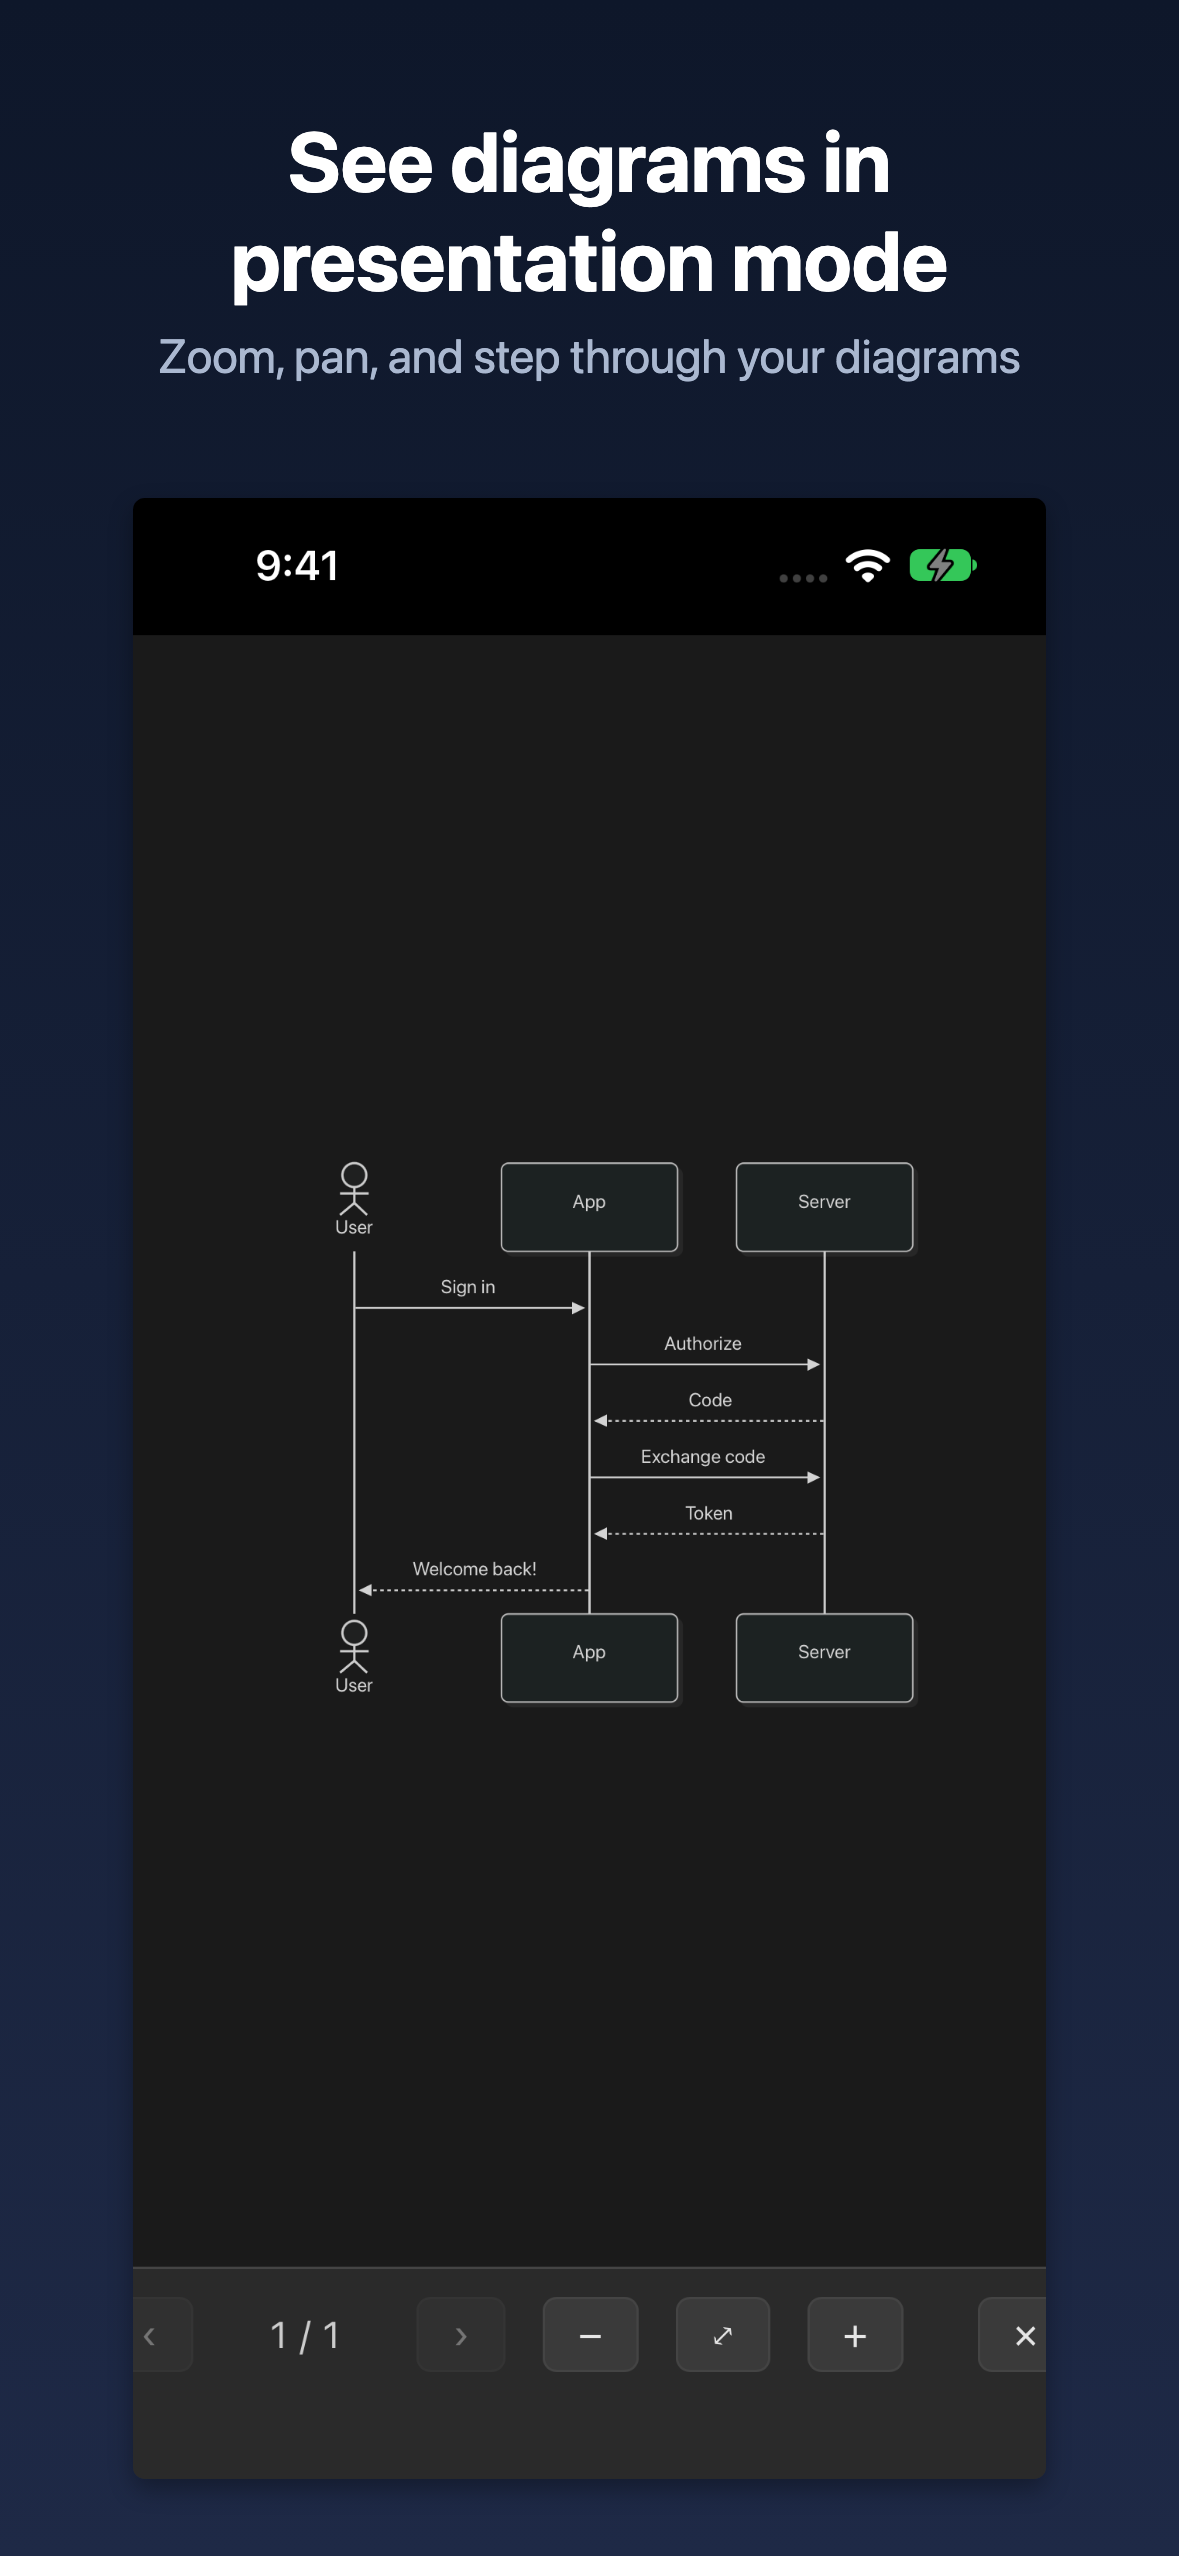 See diagrams in
presentation mode
Zoom, pan, and step through your diagrams
9:41
User
App
Server
Sign in
Authorize
Code
Exchange code
Token
Welcome back!
User
App
Server
‹ 1 / 1 › − ⤢ + ×